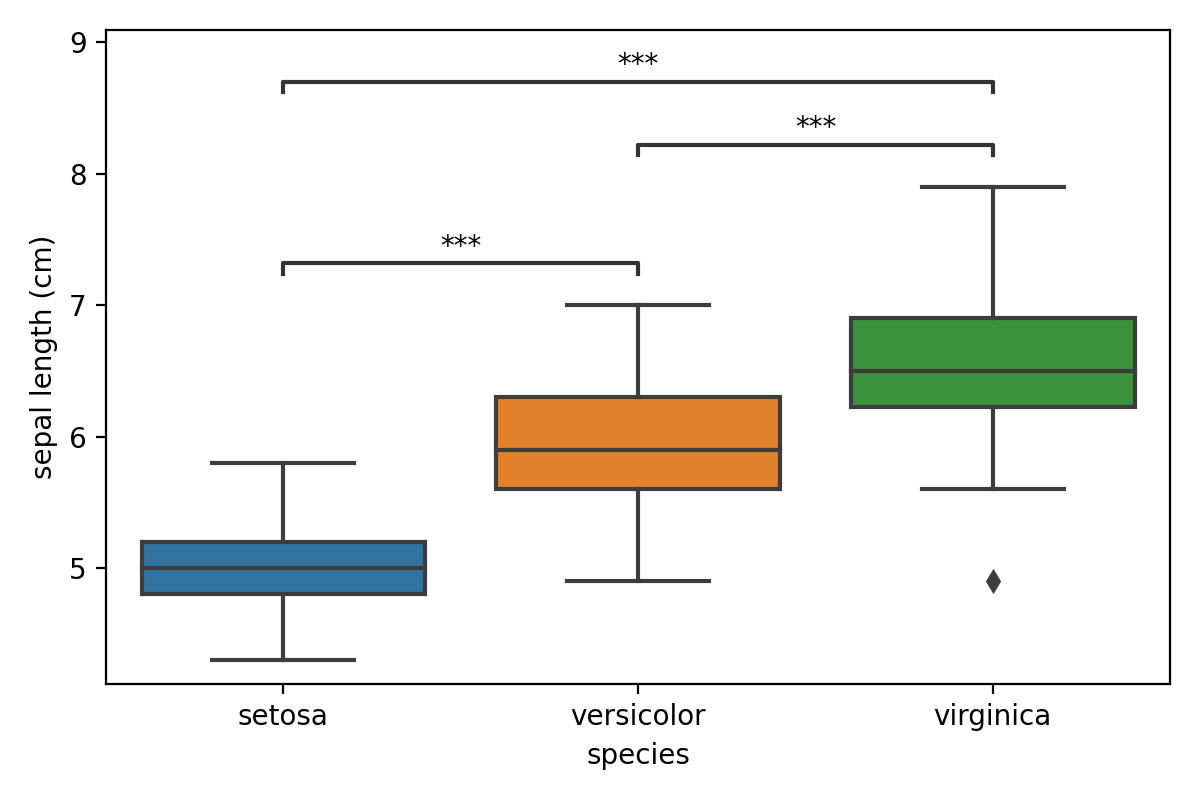 9
***
***
8
***
7
sepal length (cm)
6
5
setosa versicolor virginica
species